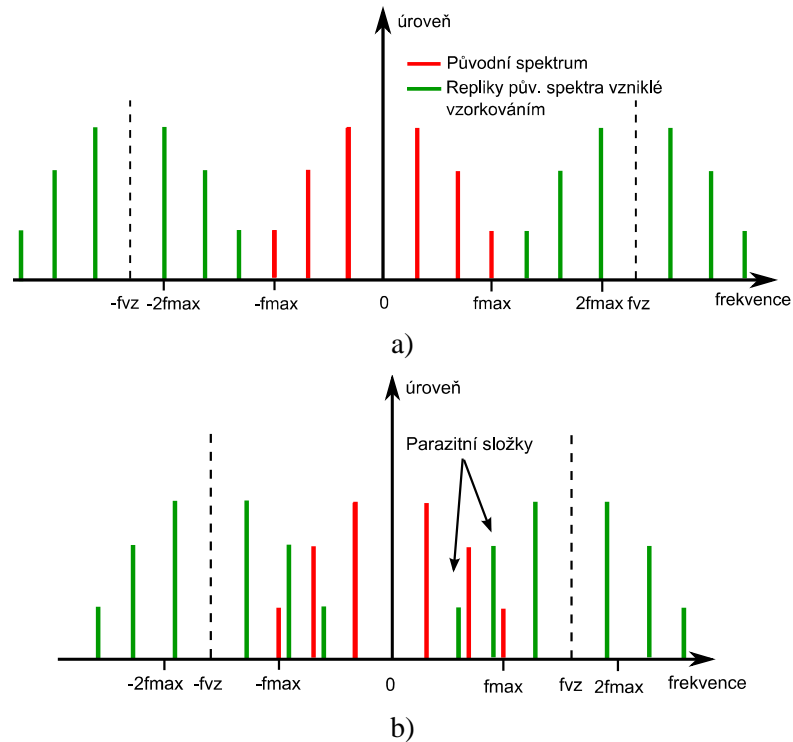 úroveň
Původní spektrum
Repliky pův. spektra vzniklé
vzorkováním
-fvz -2fmax -fmax 0 fmax 2fmax fvz frekvence
a)
úroveň
Parazitní složky
-2fmax -fvz -fmax 0 fmax fvz 2fmax frekvence
b)